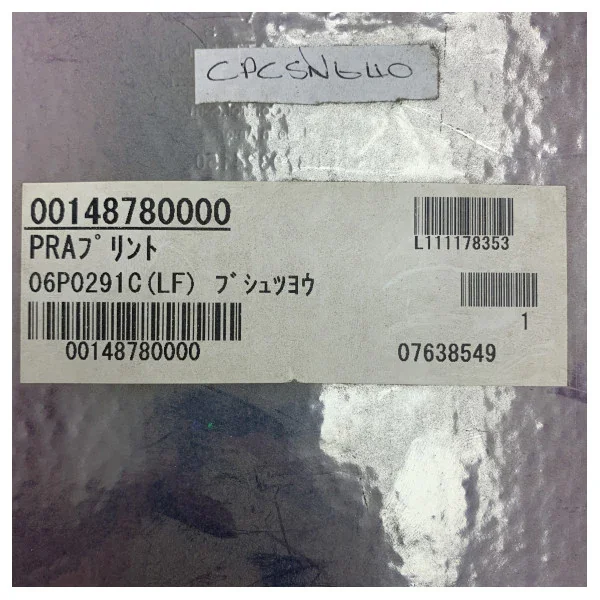 CPCSN640
00148780000
PRAﾌﾟﾘﾝﾄ
L111178353
06P0291C(LF) ﾌﾞｼｭﾂﾖｳ
1
00148780000
07638549